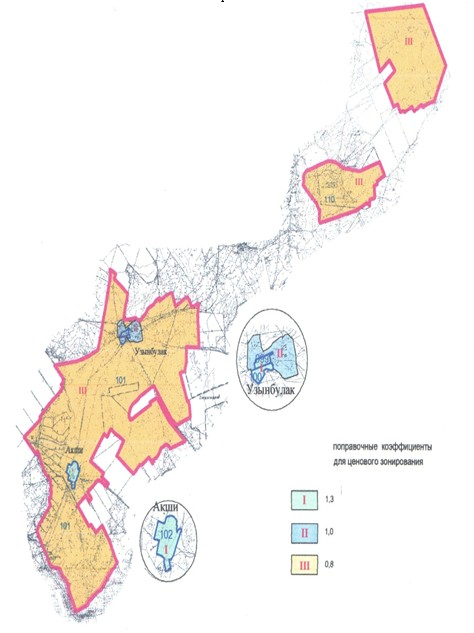 III
III
110
II
Узынбулак
III
101
Акши
101
II
I
Узынбулак
Акши
102
I
поправочные коэффициенты
для ценового зонирования
I 1,3
II 1,0
III 0,8